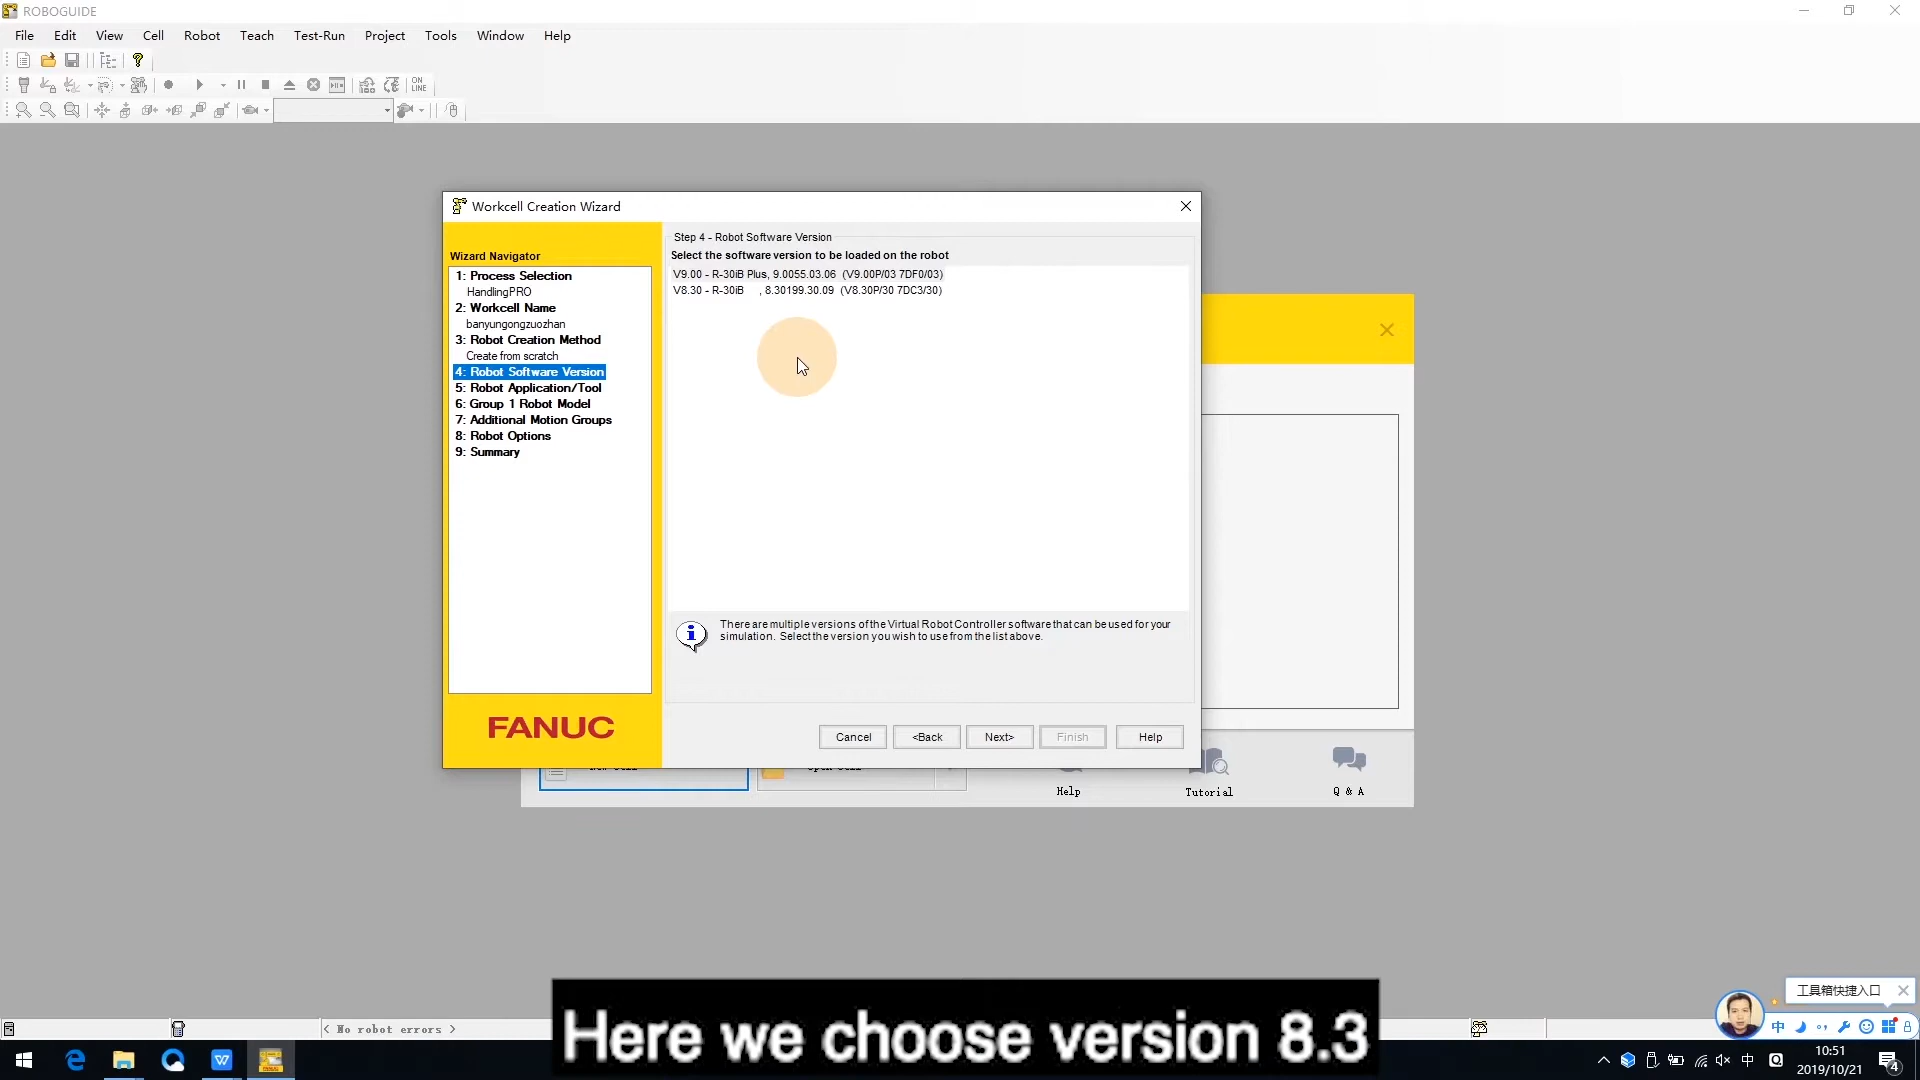 ROBOGUIDE
File Edit View Cell Robot Teach Test-Run Project Tools Window Help
ON
LINE
Workcell Creation Wizard
Wizard Navigator
1: Process Selection
HandlingPRO
2: Workcell Name
banyungongzuozhan
3: Robot Creation Method
Create from scratch
4: Robot Software Version
5: Robot Application/Tool
6: Group 1 Robot Model
7: Additional Motion Groups
8: Robot Options
9: Summary
FANUC
Step 4 - Robot Software Version
Select the software version to be loaded on the robot
V9.00 - R-30iB Plus, 9.0055.03.06 (V9.00P/03 7DF0/03)
V8.30 - R-30iB , 8.30199.30.09 (V8.30P/30 7DC3/30)
There are multiple versions of the Virtual Robot Controller software that can be used for your
simulation. Select the version you wish to use from the list above.
Cancel <Back Next> Finish Help
Help Tutorial Q & A
工具箱快捷入口
< No robot errors >
Here we choose version 8.3
中
中
10:51
2019/10/21
4